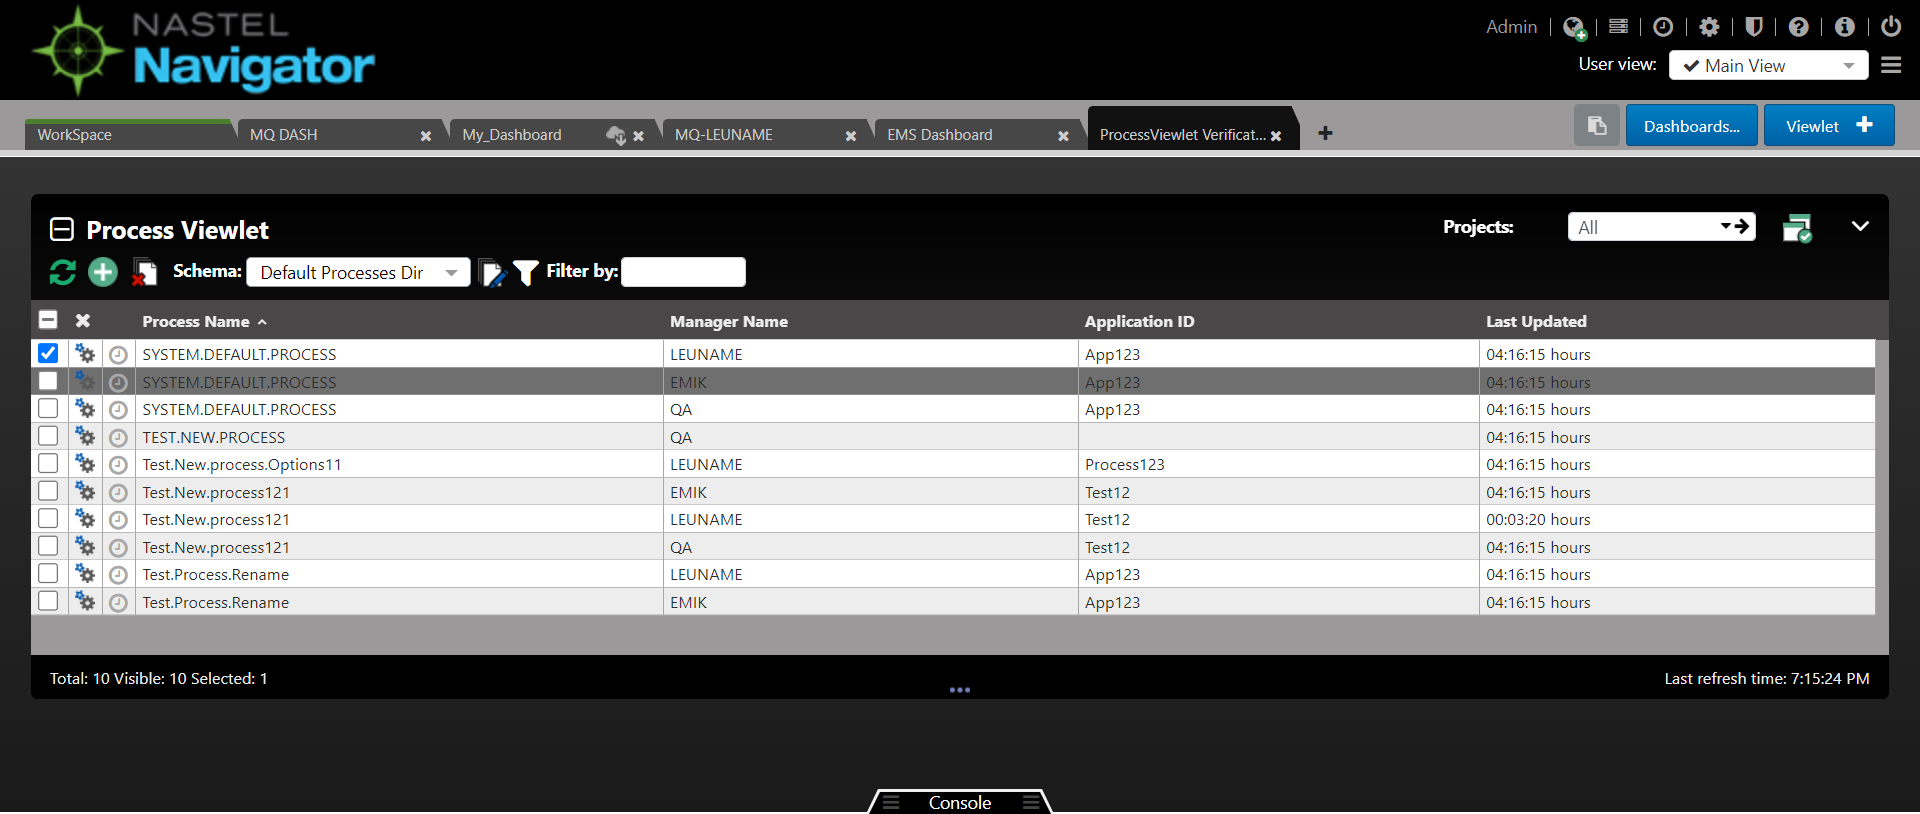 NASTEL
Navigator
Admin
User view: Main View
WorkSpace MQ DASH My_Dashboard MQ-LEUNAME EMS Dashboard ProcessViewlet Verificat... Dashboards... Viewlet
Process Viewlet Projects: All
Schema: Default Processes Dir Filter by:
Process Name Manager Name Application ID Last Updated
SYSTEM.DEFAULT.PROCESS LEUNAME App123 04:16:15 hours
SYSTEM.DEFAULT.PROCESS EMIK App123 04:16:15 hours
SYSTEM.DEFAULT.PROCESS QA App123 04:16:15 hours
TEST.NEW.PROCESS QA 04:16:15 hours
Test.New.process.Options11 LEUNAME Process123 04:16:15 hours
Test.New.process121 EMIK Test12 04:16:15 hours
Test.New.process121 LEUNAME Test12 00:03:20 hours
Test.New.process121 QA Test12 04:16:15 hours
Test.Process.Rename LEUNAME App123 04:16:15 hours
Test.Process.Rename EMIK App123 04:16:15 hours
Total: 10 Visible: 10 Selected: 1 Last refresh time: 7:15:24 PM
Console